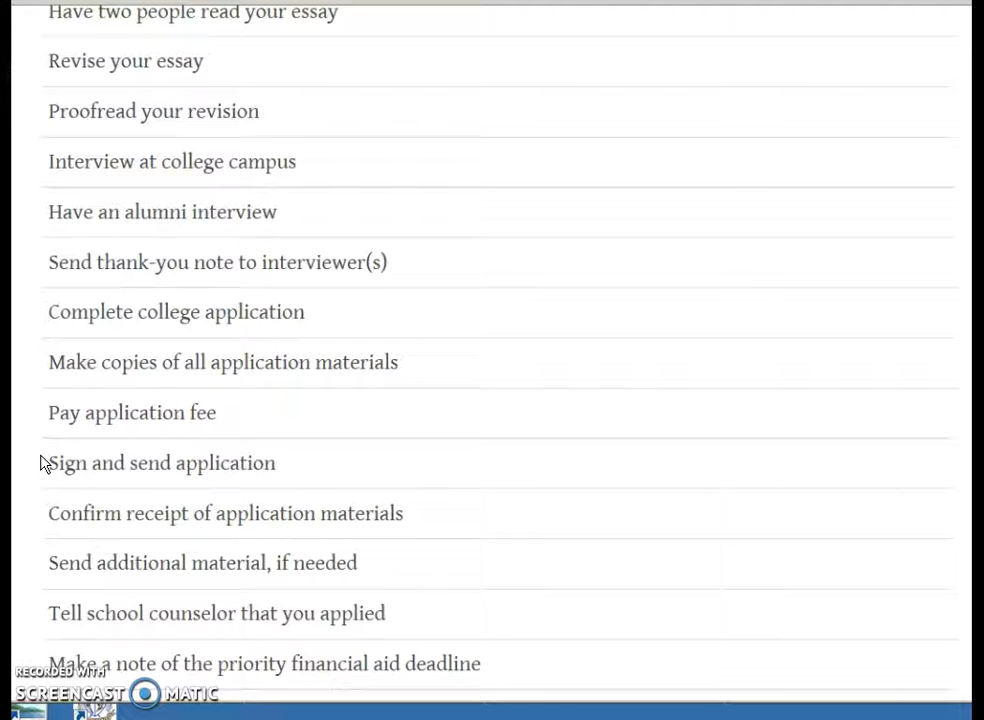 Have two people read your essay
Revise your essay
Proofread your revision
Interview at college campus
Have an alumni interview
Send thank-you note to interviewer(s)
Complete college application
Make copies of all application materials
Pay application fee
Sign and send application
Confirm receipt of application materials
Send additional material, if needed
Tell school counselor that you applied
Make a note of the priority financial aid deadline
RECORDED WITH
SCREENCAST MATIC